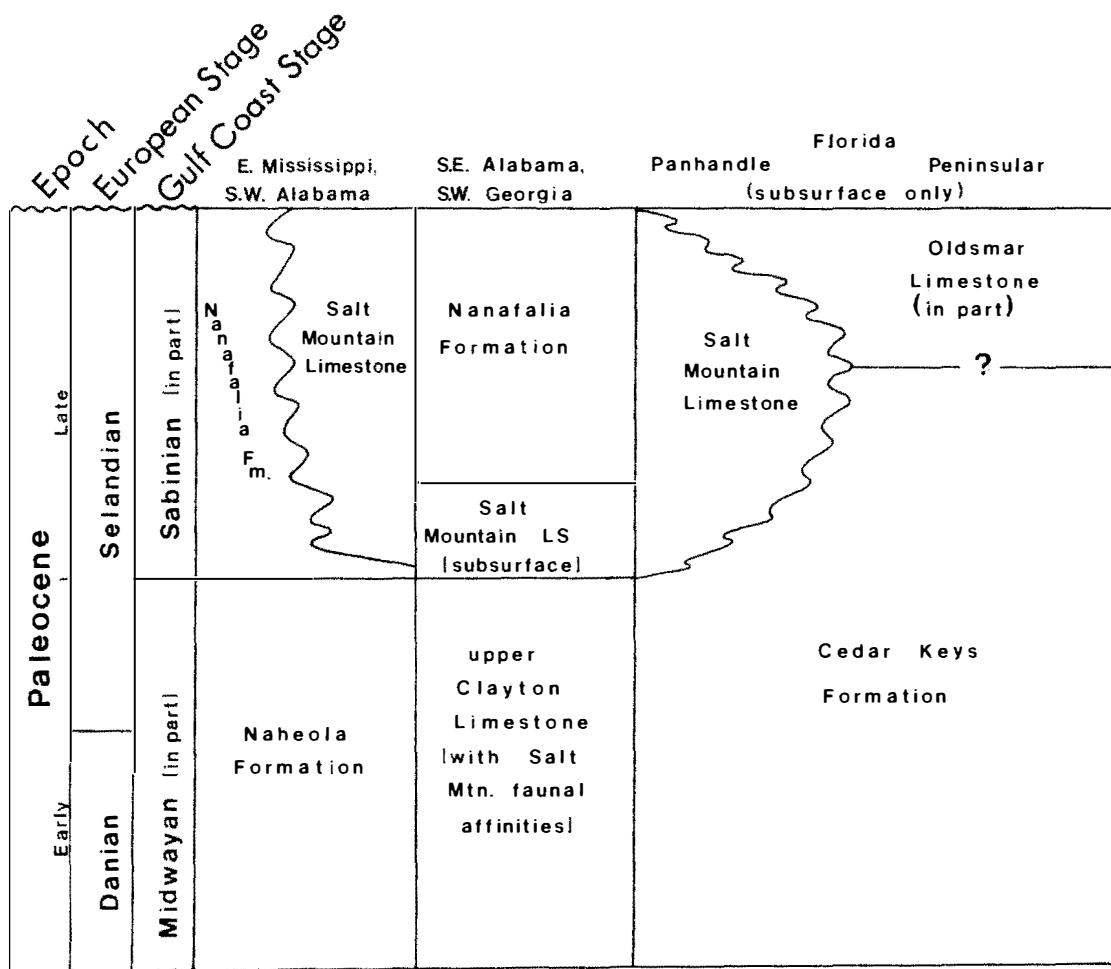 Epoch
European Stage
Gulf Coast Stage
E. Mississippi,
S.W. Alabama
S.E. Alabama,
S.W. Georgia
Florida
Panhandle Peninsular
(subsurface only)
Paleocene
Late
Early
Selandian
Danian
Sabinian [in part]
Midwayan [in part]
Nanafalia Fm.
Salt
Mountain
Limestone
Nanafalia
Formation
Salt
Mountain LS
[subsurface]
Salt
Mountain
Limestone
Oldsmar
Limestone
(in part)
?
Naheola
Formation
upper
Clayton
Limestone
[with Salt
Mtn. faunal
affinities]
Cedar Keys
Formation